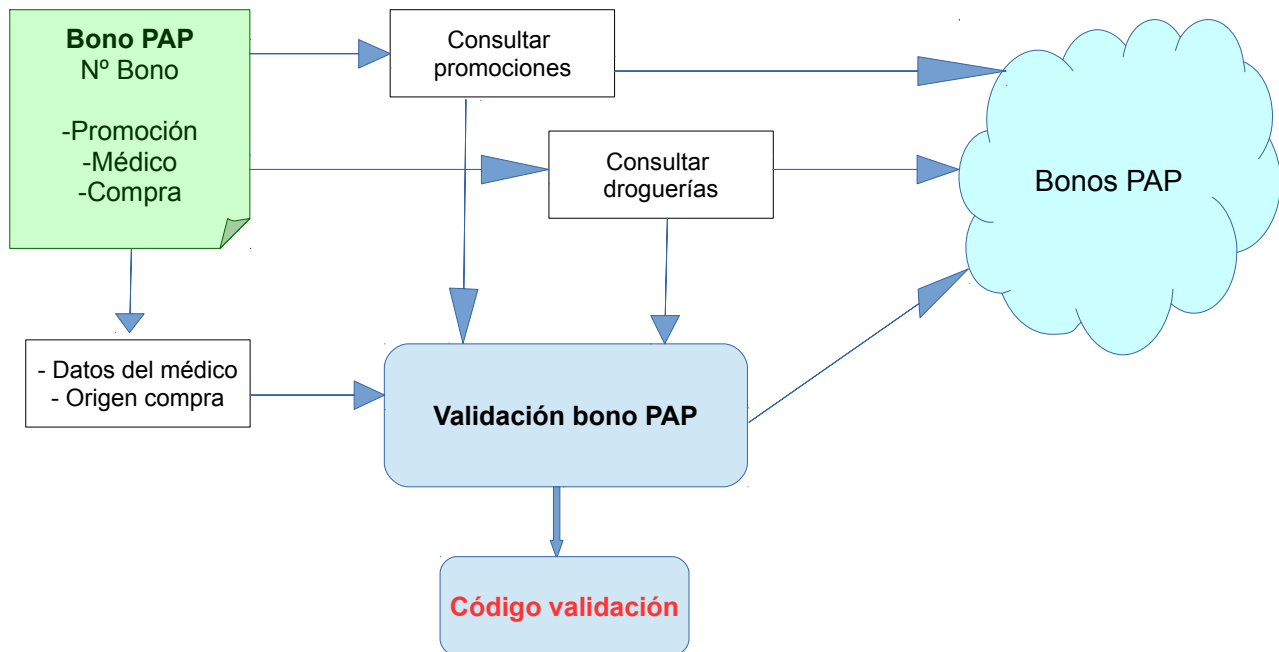 Bono PAP
Nº Bono
-Promoción
-Médico
-Compra
Consultar
promociones
Consultar
droguerías
Bonos PAP
- Datos del médico
- Origen compra
Validación bono PAP
Código validación